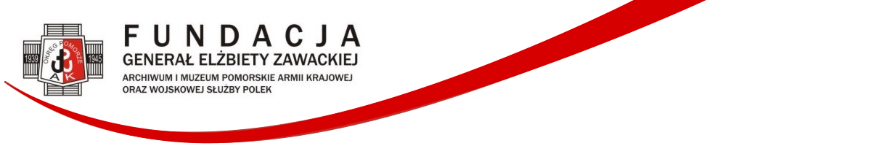 FUNDACJA
GENERAŁ ELŻBIETY ZAWACKIEJ
ARCHIWUM I MUZEUM POMORSKIE ARMII KRAJOWEJ
ORAZ WOJSKOWEJ SŁUŻBY POLEK
OKRĘG POMORZE
1939 1945
AK